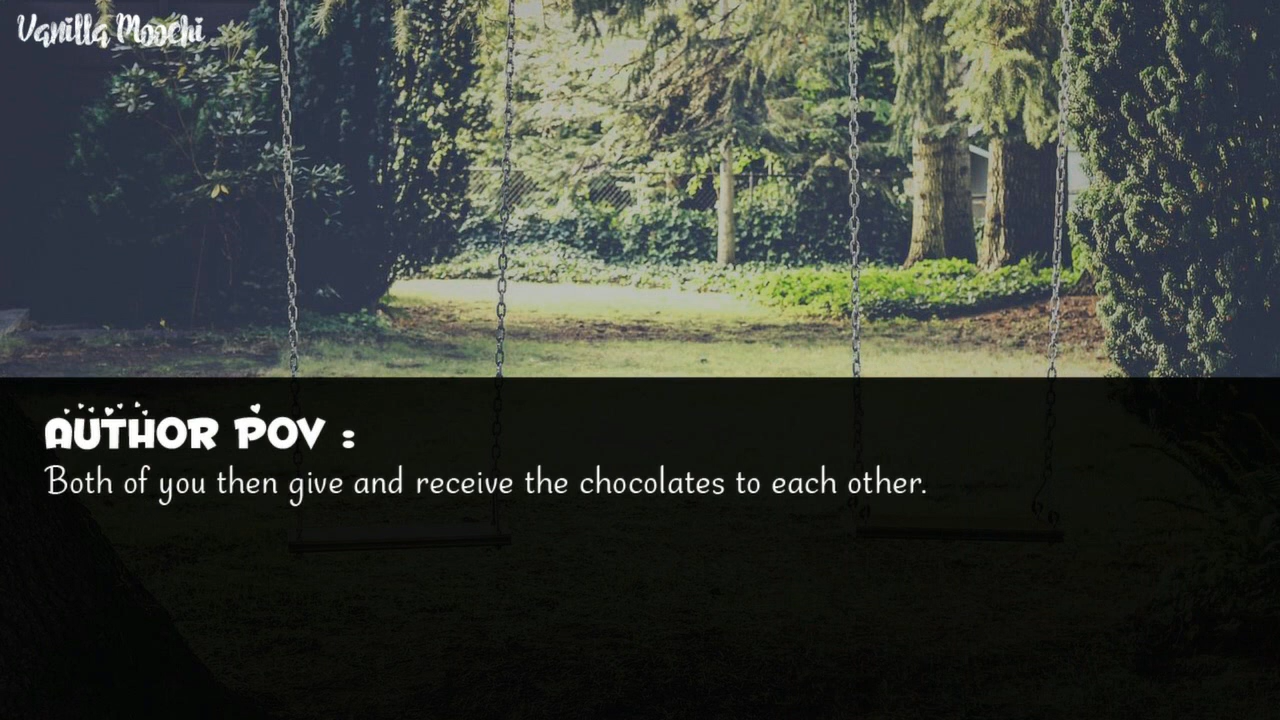 Vanilla Moochi
AUTHOR POV :
Both of you then give and receive the chocolates to each other.